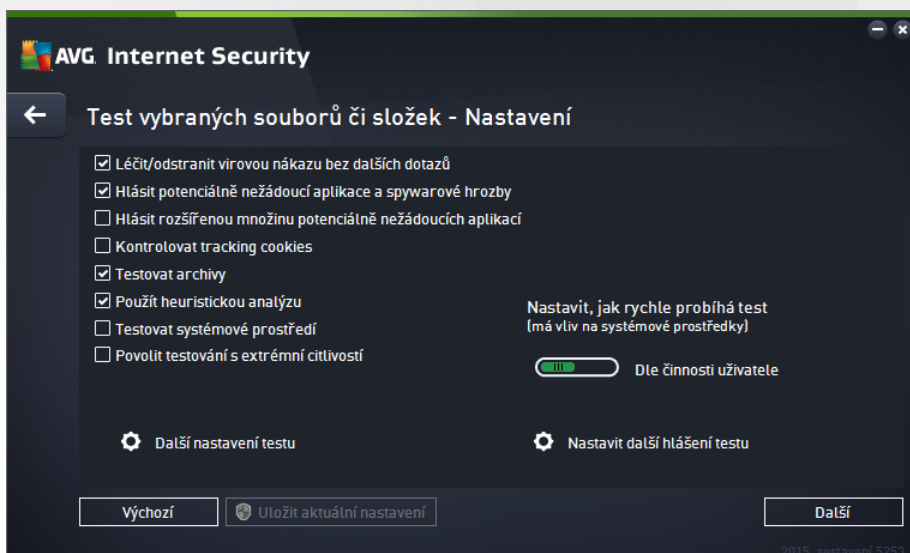 AVG Internet Security
Test vybraných souborů či složek - Nastavení
Léčit/odstranit virovou nákazu bez dalších dotazů
Hlásit potenciálně nežádoucí aplikace a spywarové hrozby
Hlásit rozšířenou množinu potenciálně nežádoucích aplikací
Kontrolovat tracking cookies
Testovat archivy
Použít heuristickou analýzu
Testovat systémové prostředí
Povolit testování s extrémní citlivostí
Nastavit, jak rychle probíhá test
(má vliv na systémové prostředky)
Dle činnosti uživatele
Další nastavení testu
Nastavit další hlášení testu
Výchozí
Uložit aktuální nastavení
Další
2015, sestavení 5253